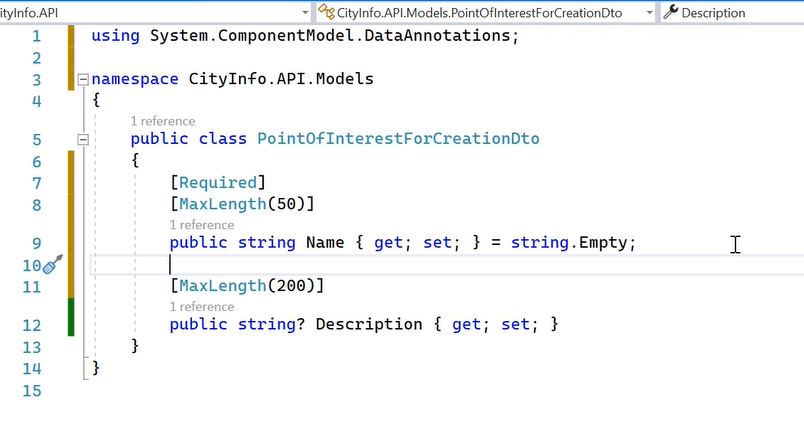 ityInfo.API CityInfo.API.Models.PointOfInterestForCreationDto Description
1 using System.ComponentModel.DataAnnotations;
2
3 namespace CityInfo.API.Models
4 {
1 reference
5 public class PointOfInterestForCreationDto
6 {
7 [Required]
8 [MaxLength(50)]
1 reference
9 public string Name { get; set; } = string.Empty;
10
11 [MaxLength(200)]
1 reference
12 public string? Description { get; set; }
13 }
14 }
15